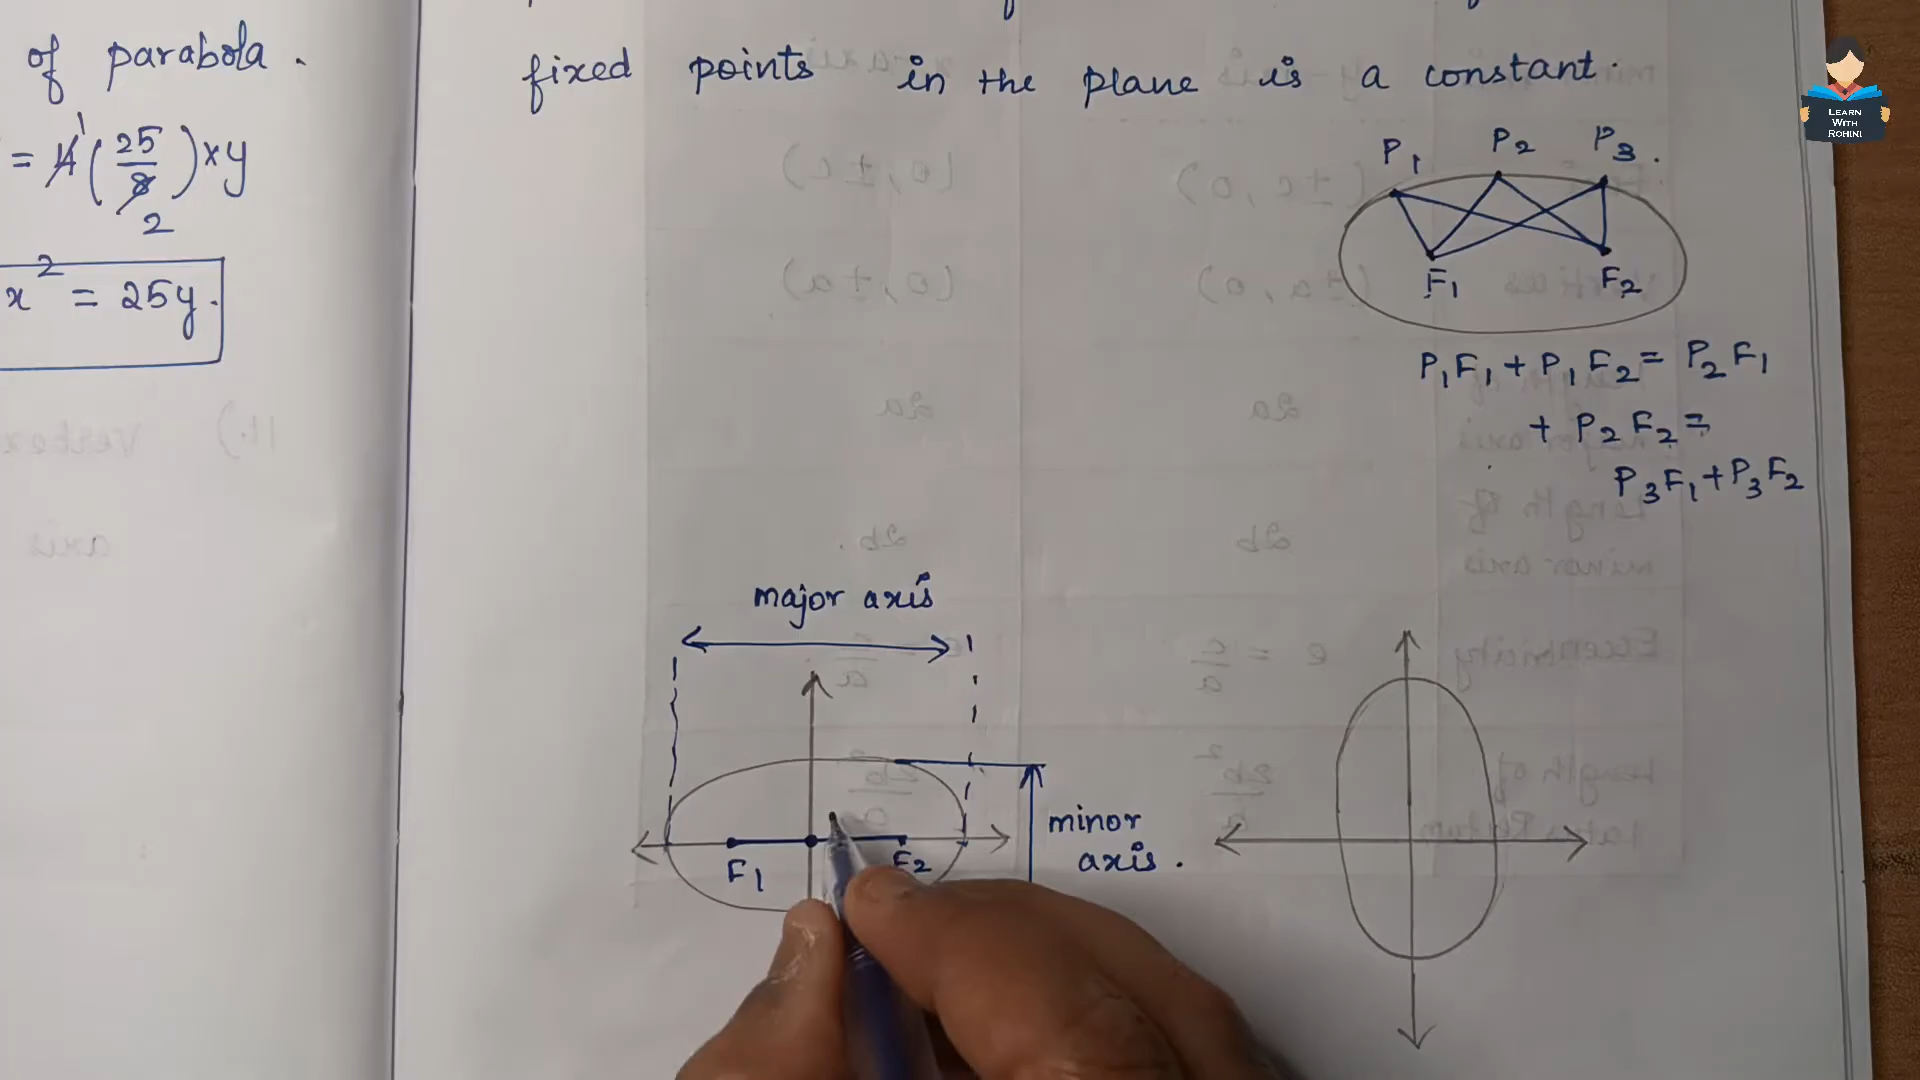 of parabola.
= 4 1 ( 25 / 8 2 ) × y
x² = 25y.
fixed points in the plane is a constant.
P1 P2 P3.
F1 F2
P1F1 + P1F2 = P2F1
+ P2F2 =
P3F1 + P3F2
major axis
F1 F2
minor
axis.
LEARN
WITH
ROHINI